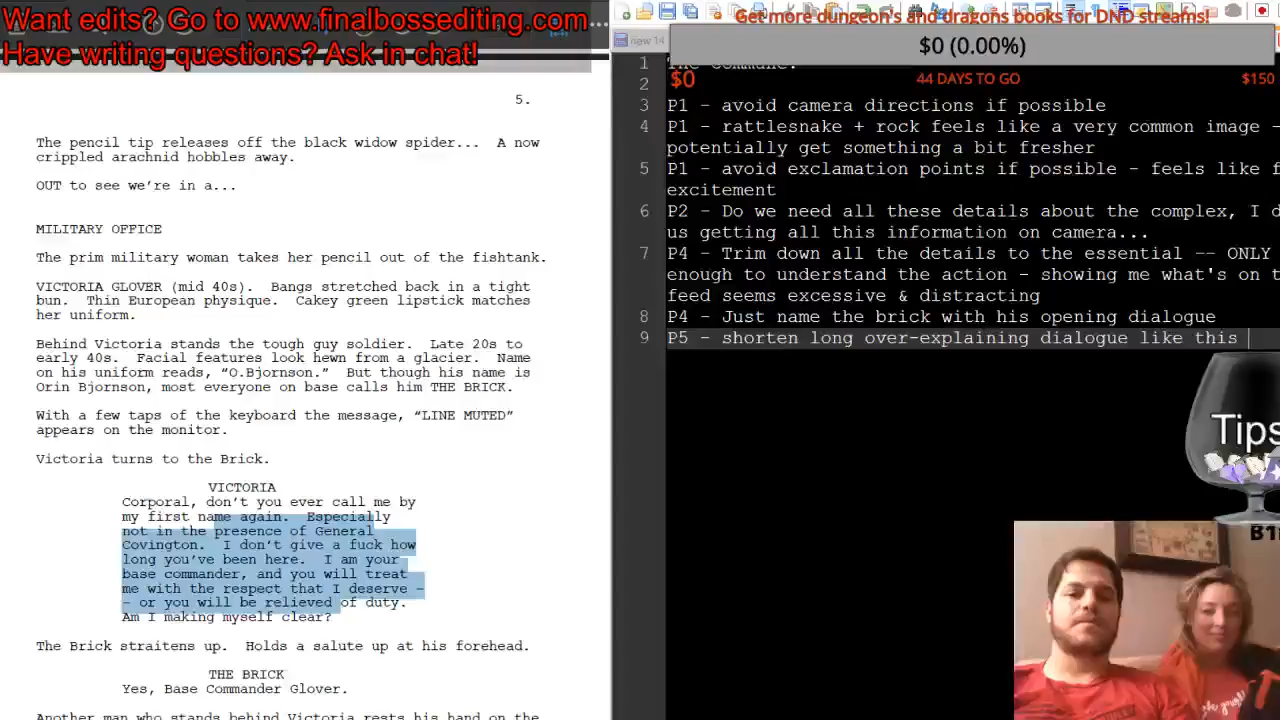 Want edits? Go to www.finalbossediting.com
Have writing questions? Ask in chat!
5.
The pencil tip releases off the black widow spider... A now
crippled arachnid hobbles away.
OUT to see we're in a...
MILITARY OFFICE
The prim military woman takes her pencil out of the fishtank.
VICTORIA GLOVER (mid 40s). Bangs stretched back in a tight
bun. Thin European physique. Cakey green lipstick matches
her uniform.
Behind Victoria stands the tough guy soldier. Late 20s to
early 40s. Facial features look hewn from a glacier. Name
on his uniform reads, "O.Bjornson." But though his name is
Orin Bjornson, most everyone on base calls him THE BRICK.
With a few taps of the keyboard the message, "LINE MUTED"
appears on the monitor.
Victoria turns to the Brick.
VICTORIA
Corporal, don't you ever call me by
my first name again. Especially
not in the presence of General
Covington. I don't give a fuck how
long you've been here. I am your
base commander, and you will treat
me with the respect that I deserve -
- or you will be relieved of duty.
Am I making myself clear?
The Brick straitens up. Holds a salute up at his forehead.
THE BRICK
Yes, Base Commander Glover.
Another man who stands behind Victoria rests his hand on the
Get more dungeon's and dragons books for DND streams!
new 14
$0 (0.00%)
$0
44 DAYS TO GO
$150
1
2
3 P1 - avoid camera directions if possible
4 P1 - rattlesnake + rock feels like a very common image -
potentially get something a bit fresher
5 P1 - avoid exclamation points if possible - feels like f
excitement
6 P2 - Do we need all these details about the complex, I d
us getting all this information on camera...
7 P4 - Trim down all the details to the essential -- ONLY
enough to understand the action - showing me what's on t
feed seems excessive & distracting
8 P4 - Just name the brick with his opening dialogue
9 P5 - shorten long over-explaining dialogue like this
Tips
B1